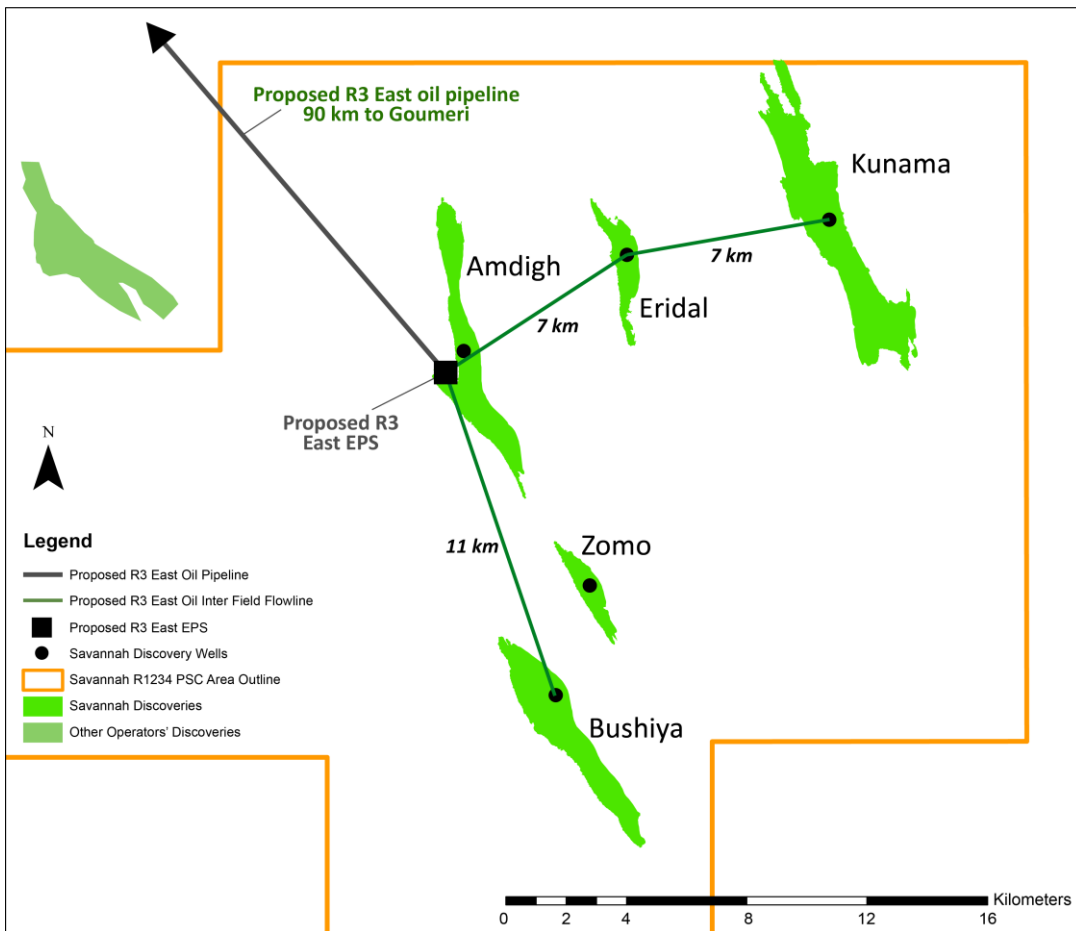 Proposed R3 East oil pipeline
90 km to Goumeri
Kunama
Amdigh
7 km
Eridal
7 km
Proposed R3
East EPS
N
11 km
Zomo
Bushiya
Legend
Proposed R3 East Oil Pipeline
Proposed R3 East Oil Inter Field Flowline
Proposed R3 East EPS
Savannah Discovery Wells
Savannah R1234 PSC Area Outline
Savannah Discoveries
Other Operators' Discoveries
Kilometers
0 2 4 8 12 16